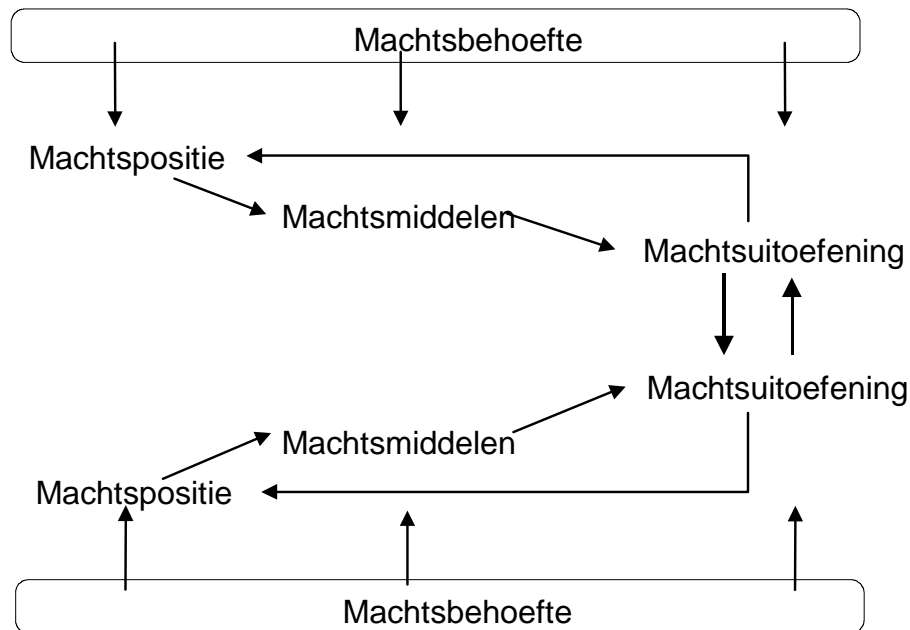 Machtsbehoefte
Machtspositie
Machtsmiddelen
Machtsuitoefening
Machtsuitoefening
Machtsmiddelen
Machtspositie
Machtsbehoefte